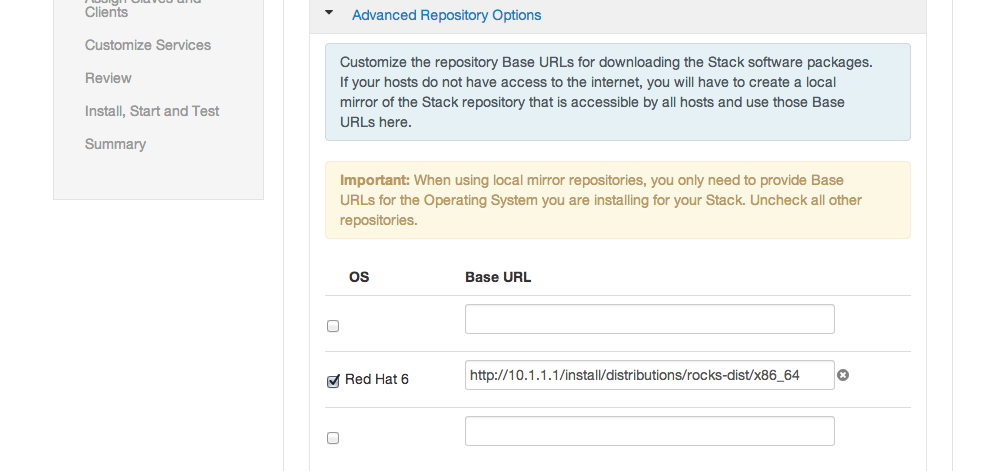 Assign Slaves and
Clients
Customize Services
Review
Install, Start and Test
Summary
Advanced Repository Options
Customize the repository Base URLs for downloading the Stack software packages.
If your hosts do not have access to the internet, you will have to create a local
mirror of the Stack repository that is accessible by all hosts and use those Base
URLs here.
Important: When using local mirror repositories, you only need to provide Base
URLs for the Operating System you are installing for your Stack. Uncheck all other
repositories.
OS Base URL
Red Hat 6 http://10.1.1.1/install/distributions/rocks-dist/x86_64